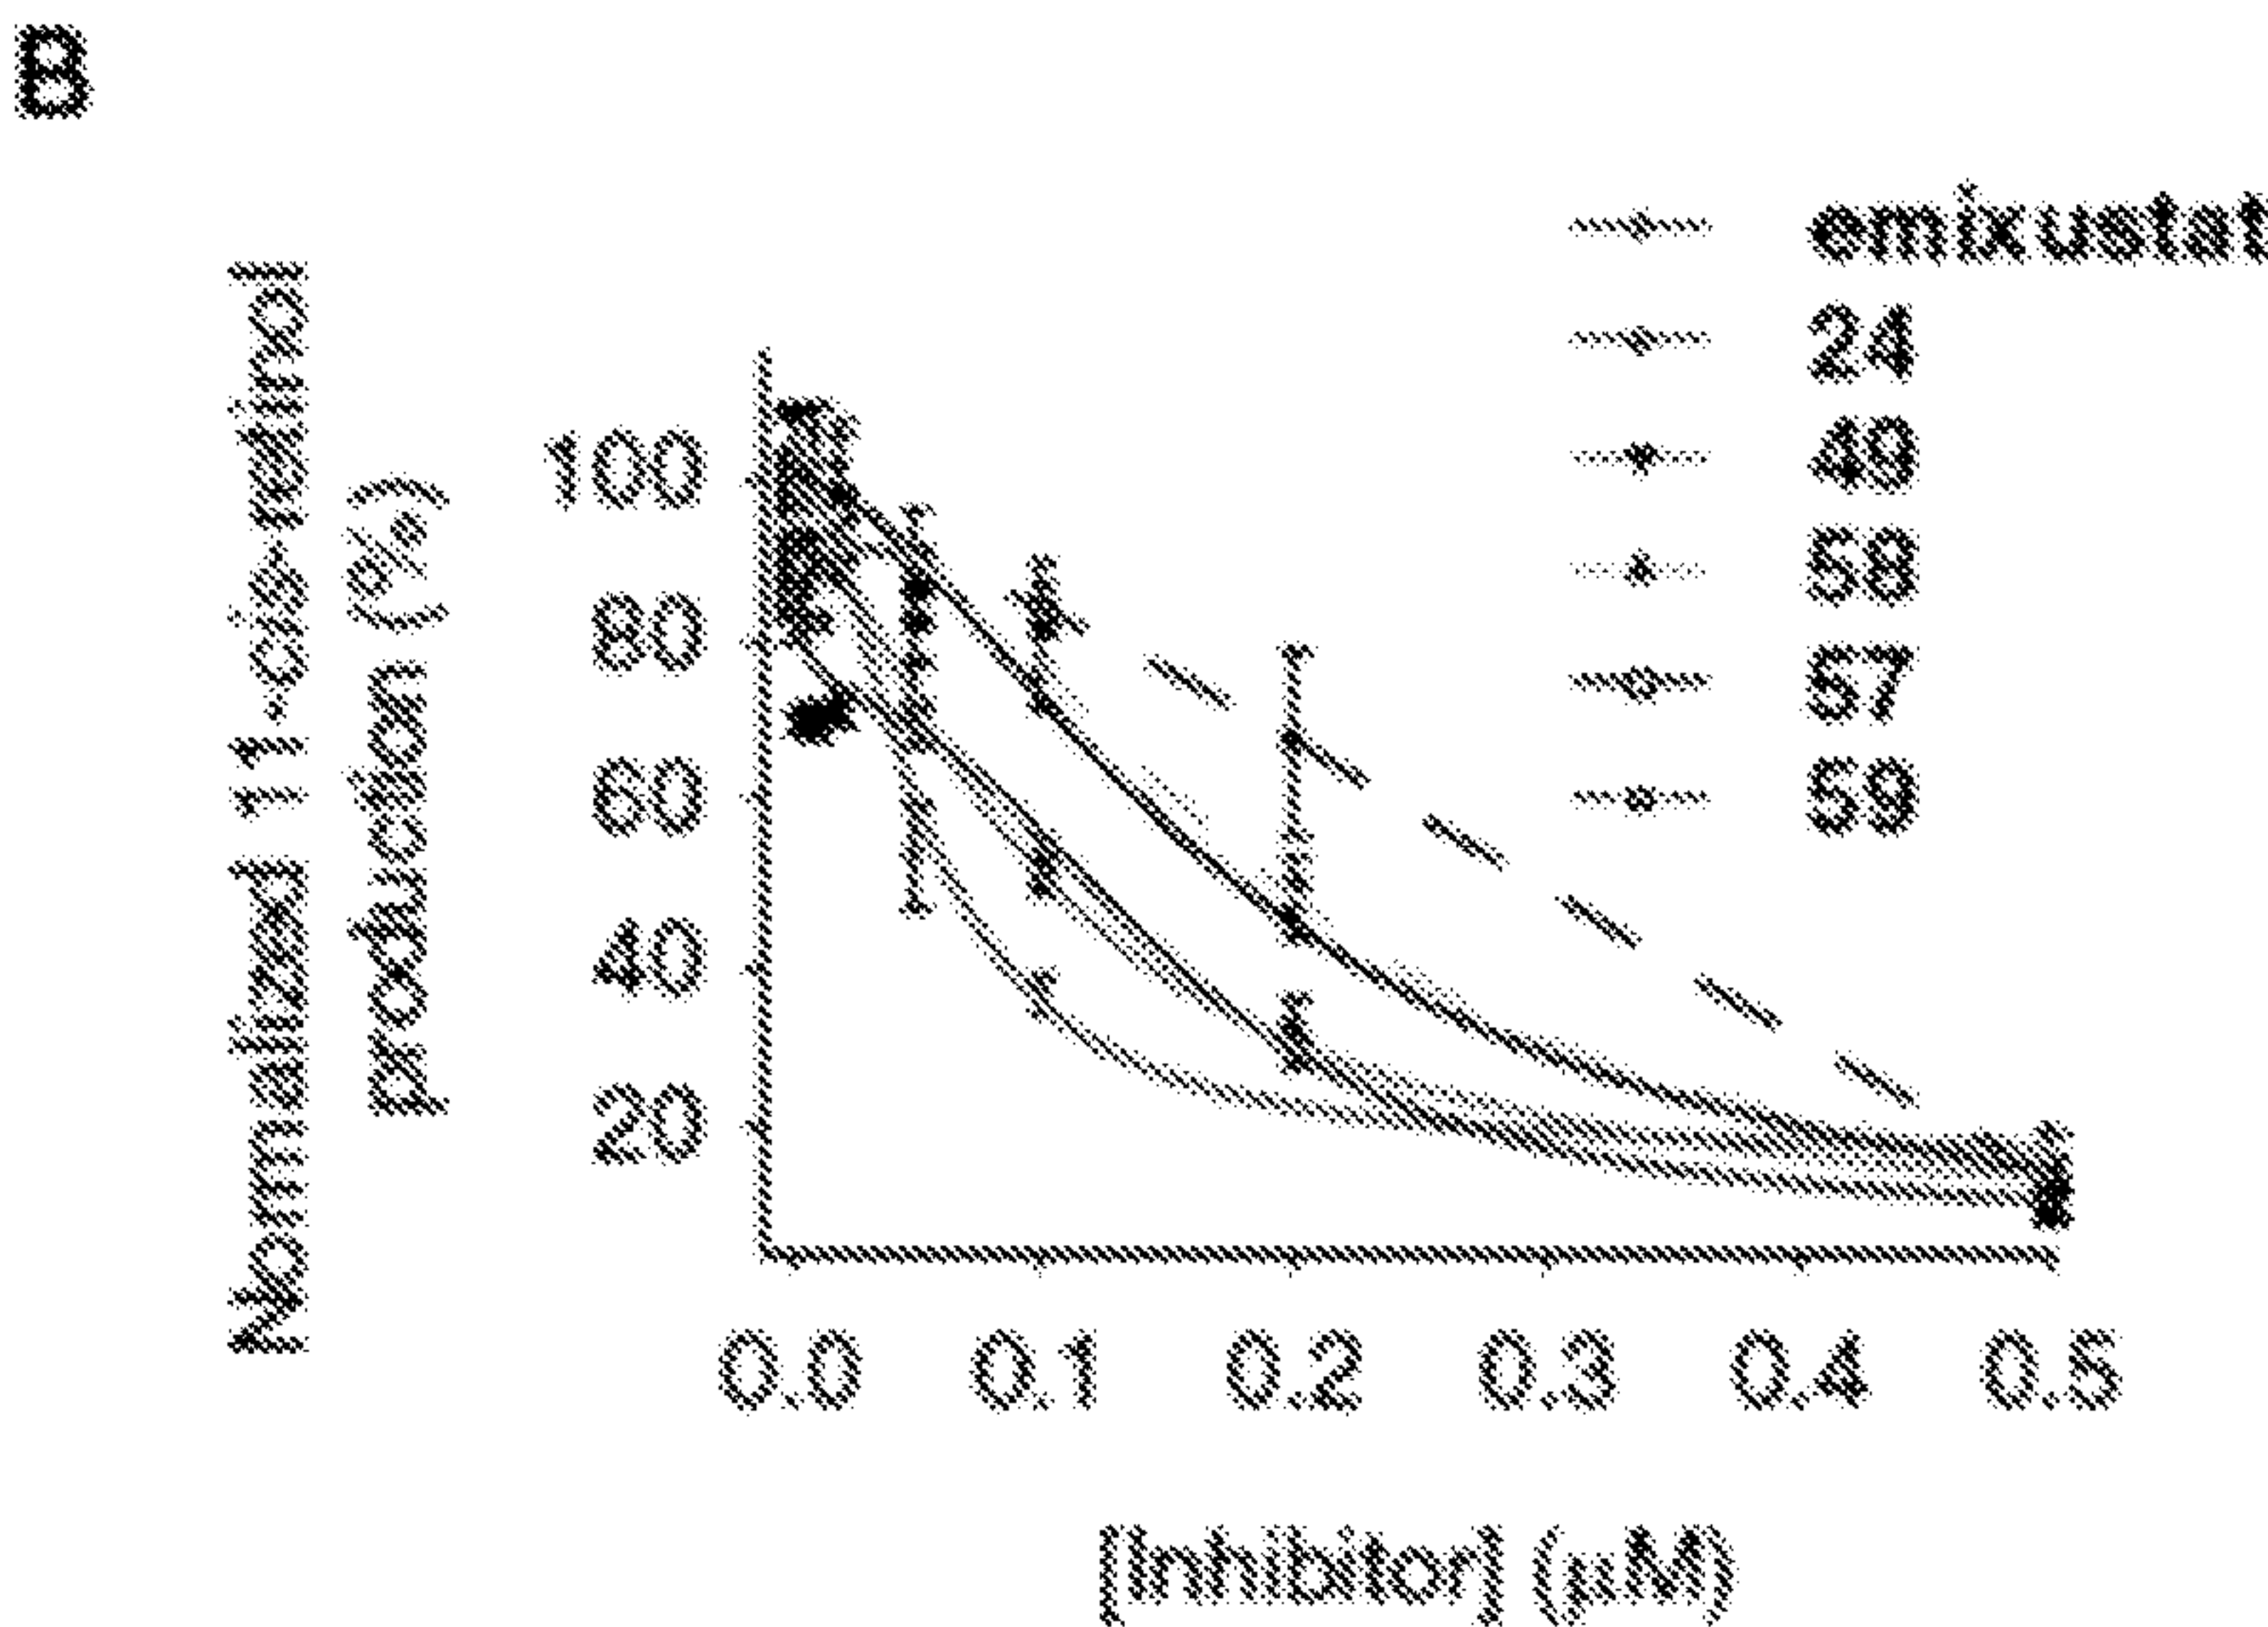 B
emixustat
24
49
58
57
59
Normalized 11-cis-retinol
production (%)
100
80
60
40
20
0.0 0.1 0.2 0.3 0.4 0.5
[Inhibitor] (µM)